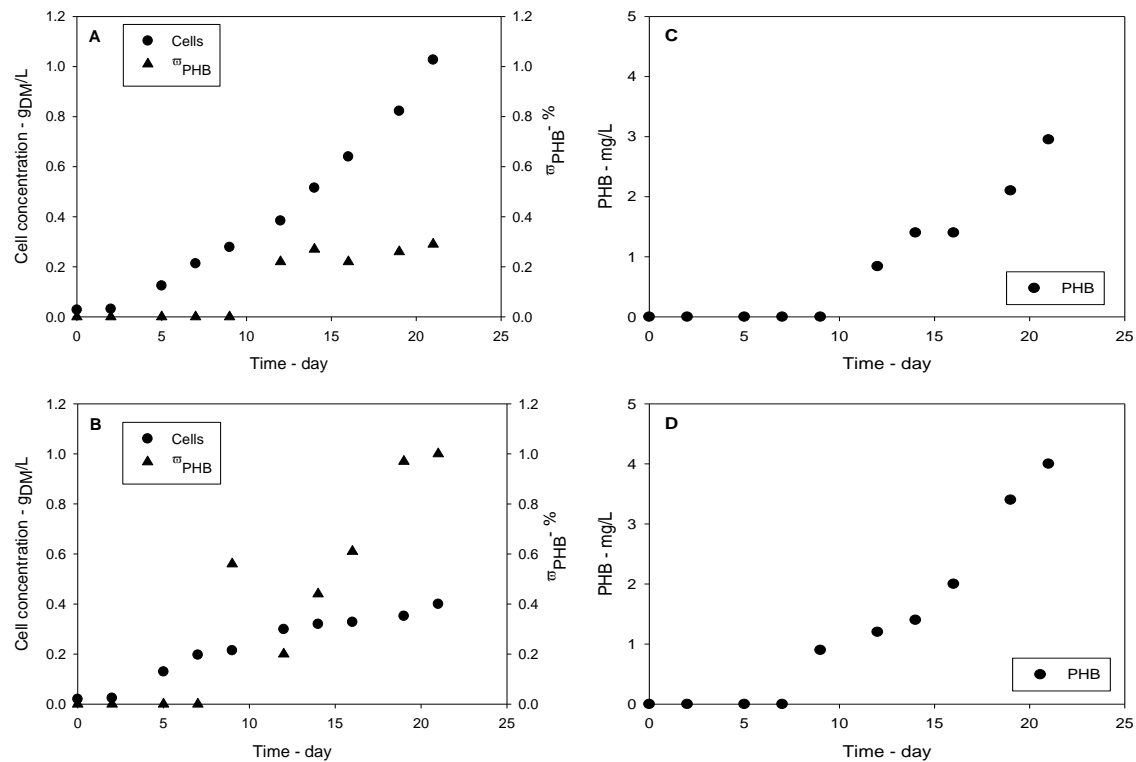 A
Cells
ϖPHB
1.2
1.0
0.8
0.6
0.4
0.2
0.0
Cell concentration - gDM/L
1.2
1.0
0.8
0.6
0.4
0.2
0.0
ϖPHB- %
0 5 10 15 20 25
Time - day
C
5
4
3
2
1
0
PHB - mg/L
PHB
0 5 10 15 20 25
Time - day
B
Cells
ϖPHB
1.2
1.0
0.8
0.6
0.4
0.2
0.0
Cell concentration - gDM/L
1.2
1.0
0.8
0.6
0.4
0.2
0.0
ϖPHB- %
0 5 10 15 20 25
Time - day
D
5
4
3
2
1
0
PHB - mg/L
PHB
0 5 10 15 20 25
Time - day